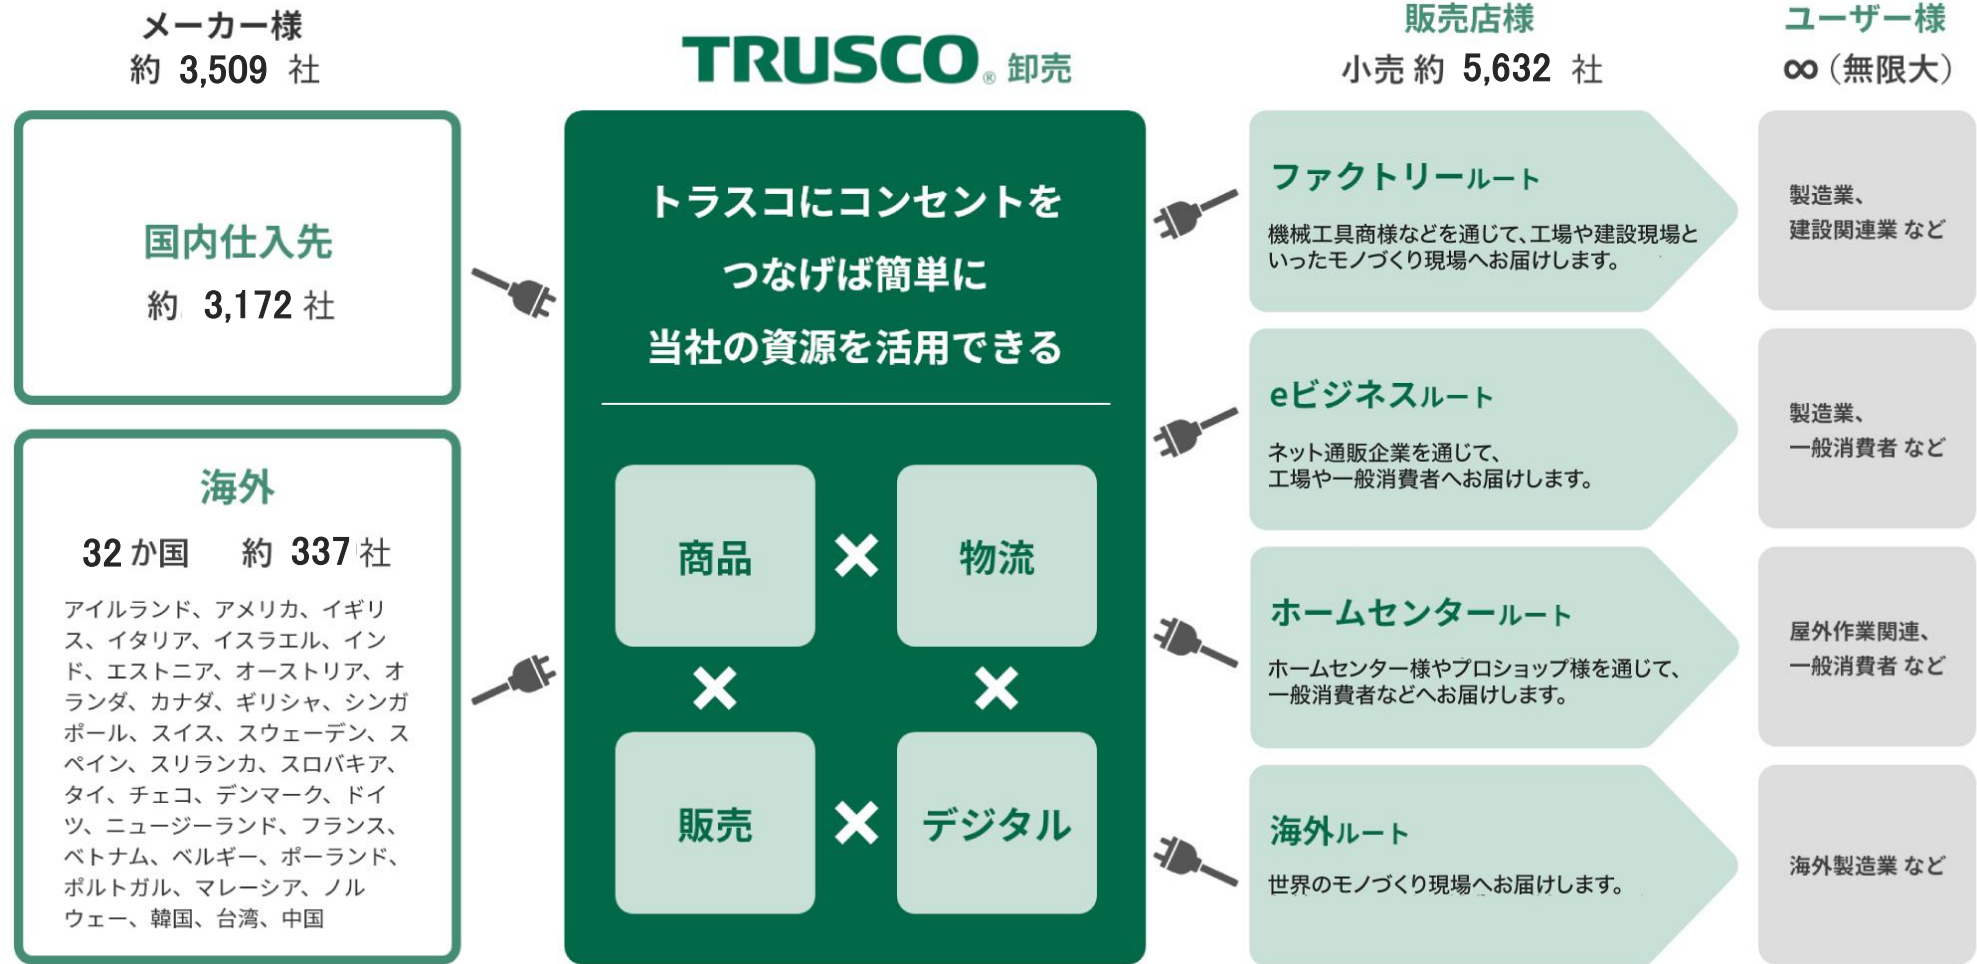 メーカー様
約 3,509 社
国内仕入先
約 3,172 社
海外
32か国 約 337 社
アイルランド、アメリカ、イギリ
ス、イタリア、イスラエル、イン
ド、エストニア、オーストリア、オ
ランダ、カナダ、ギリシャ、シンガ
ポール、スイス、スウェーデン、ス
ペイン、スリランカ、スロバキア、
タイ、チェコ、デンマーク、ドイ
ツ、ニュージーランド、フランス、
ベトナム、ベルギー、ポーランド、
ポルトガル、マレーシア、ノル
ウェー、韓国、台湾、中国
TRUSCO® 卸売
トラスコにコンセントを
つなげば簡単に
当社の資源を活用できる
商品 × 物流
× ×
販売 × デジタル
販売店様
小売 約 5,632 社
ファクトリールート
機械工具商様などを通じて、工場や建設現場と
いったモノづくり現場へお届けします。
eビジネスルート
ネット通販企業を通じて、
工場や一般消費者へお届けします。
ホームセンタールート
ホームセンター様やプロショップ様を通じて、
一般消費者などへお届けします。
海外ルート
世界のモノづくり現場へお届けします。
ユーザー様
∞（無限大）
製造業、
建設関連業 など
製造業、
一般消費者 など
屋外作業関連、
一般消費者 など
海外製造業 など